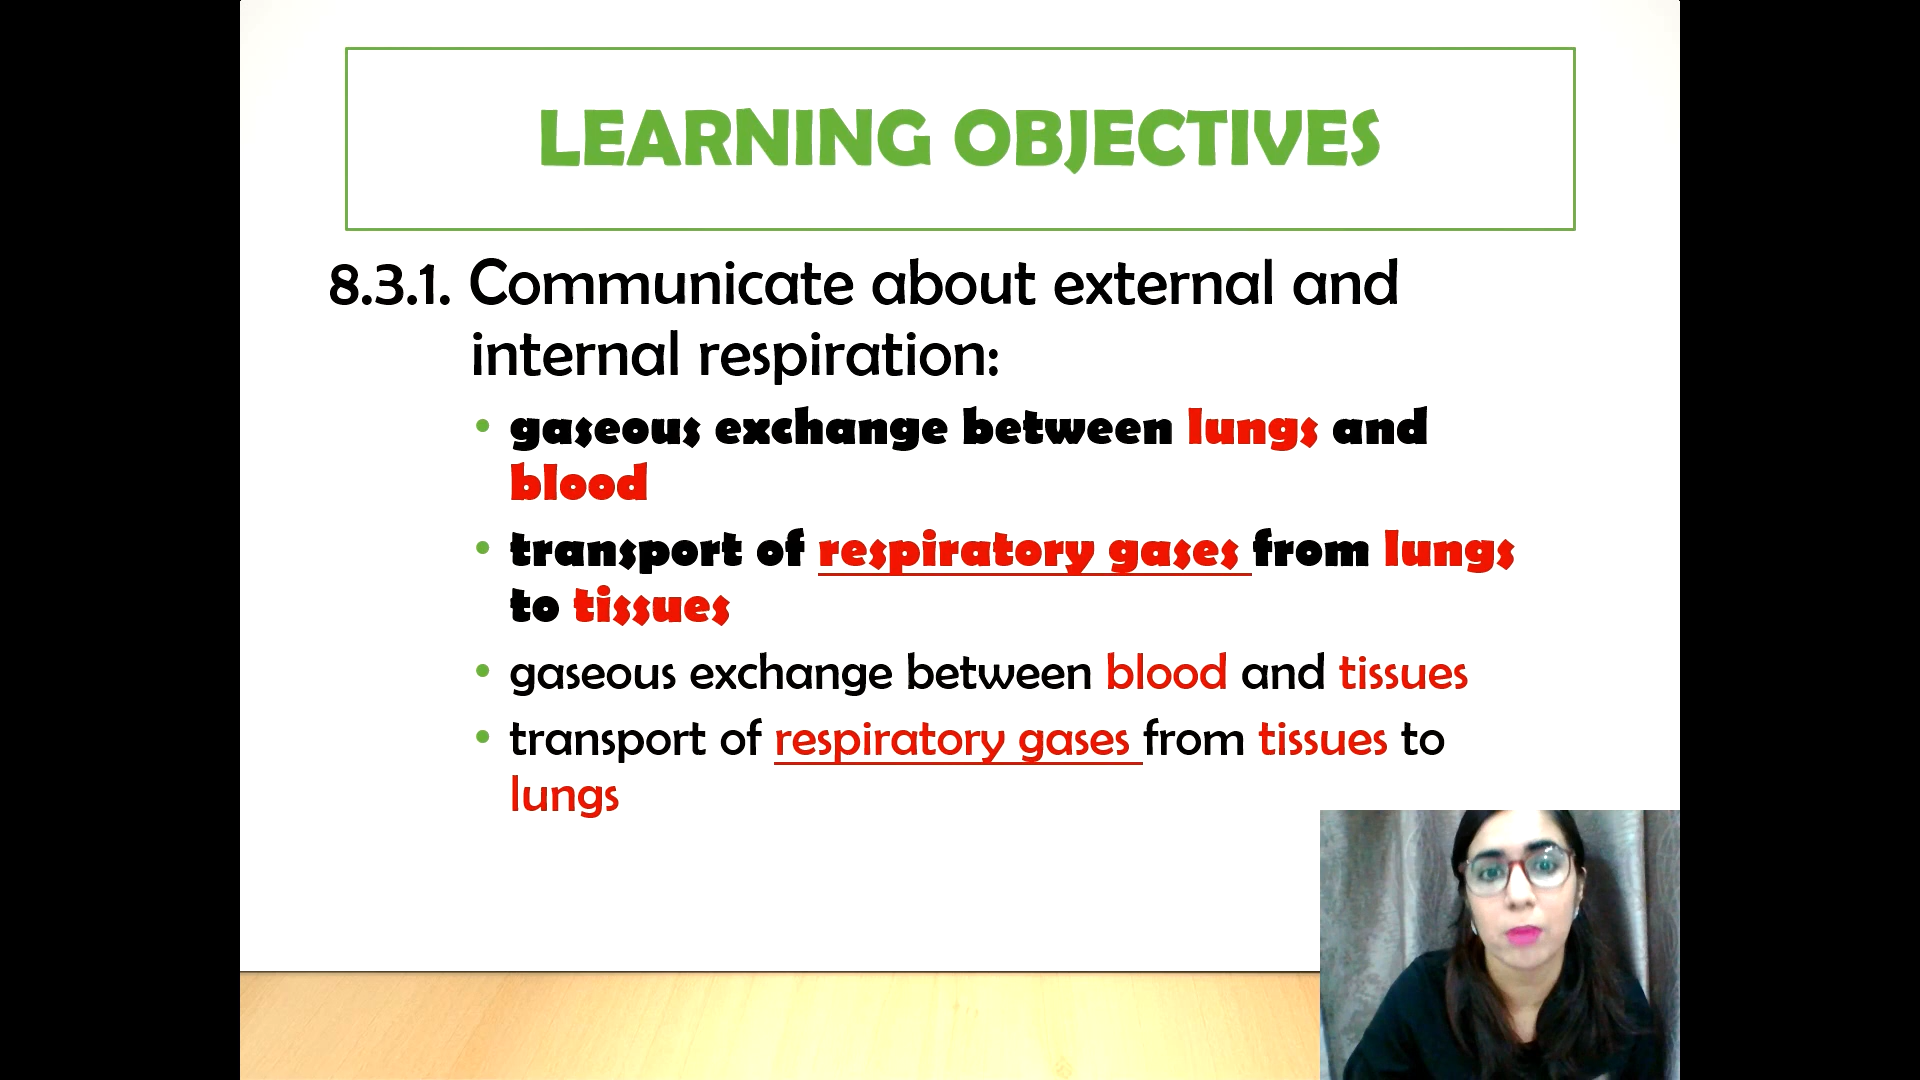 LEARNING OBJECTIVES
8.3.1. Communicate about external and
internal respiration:
• gaseous exchange between lungs and
blood
• transport of respiratory gases from lungs
to tissues
• gaseous exchange between blood and tissues
• transport of respiratory gases from tissues to
lungs